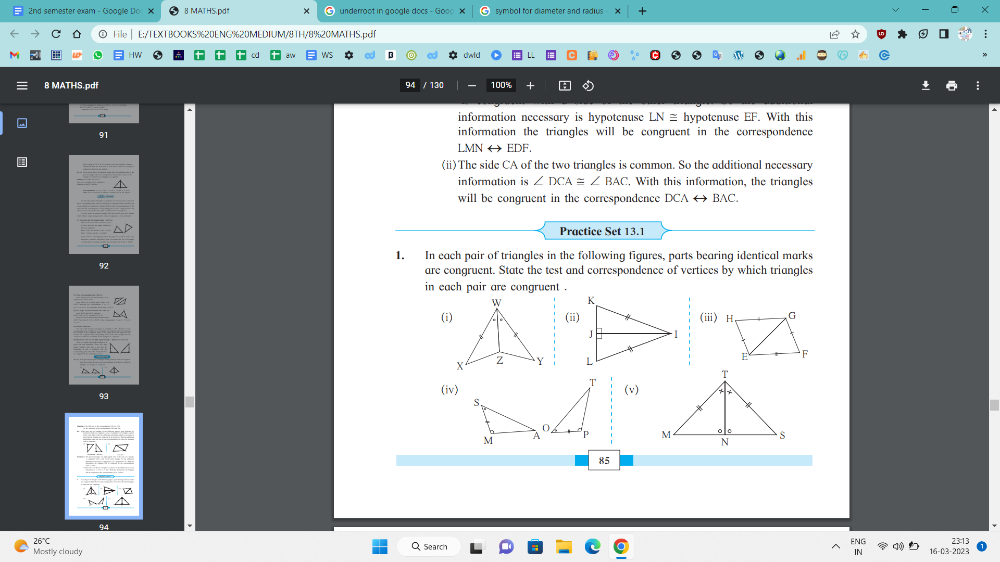 2nd semester exam - Google Doc
8 MATHS.pdf
underroot in google docs - Goog
symbol for diameter and radius -
File
E:/TEXTBOOKS%20ENG%20MEDIUM/8TH/8%20MATHS.pdf
HW
cd
aw
WS
dwld
LL
8 MATHS.pdf
94 / 130
100%
91
92
93
94
information necessary is hypotenuse LN ≅ hypotenuse EF. With this
information the triangles will be congruent in the correspondence
LMN ↔ EDF.
(ii) The side CA of the two triangles is common. So the additional necessary
information is ∠ DCA ≅ ∠ BAC. With this information, the triangles
will be congruent in the correspondence DCA ↔ BAC.
Practice Set 13.1
1. In each pair of triangles in the following figures, parts bearing identical marks
are congruent. State the test and correspondence of vertices by which triangles
in each pair are congruent .
(i)
W
X
Z
Y
(ii)
K
J
I
L
(iii)
H
G
E
F
(iv)
S
M
A
T
O
P
(v)
T
M
N
S
85
26°C
Mostly cloudy
Search
ENG
IN
23:13
16-03-2023
1